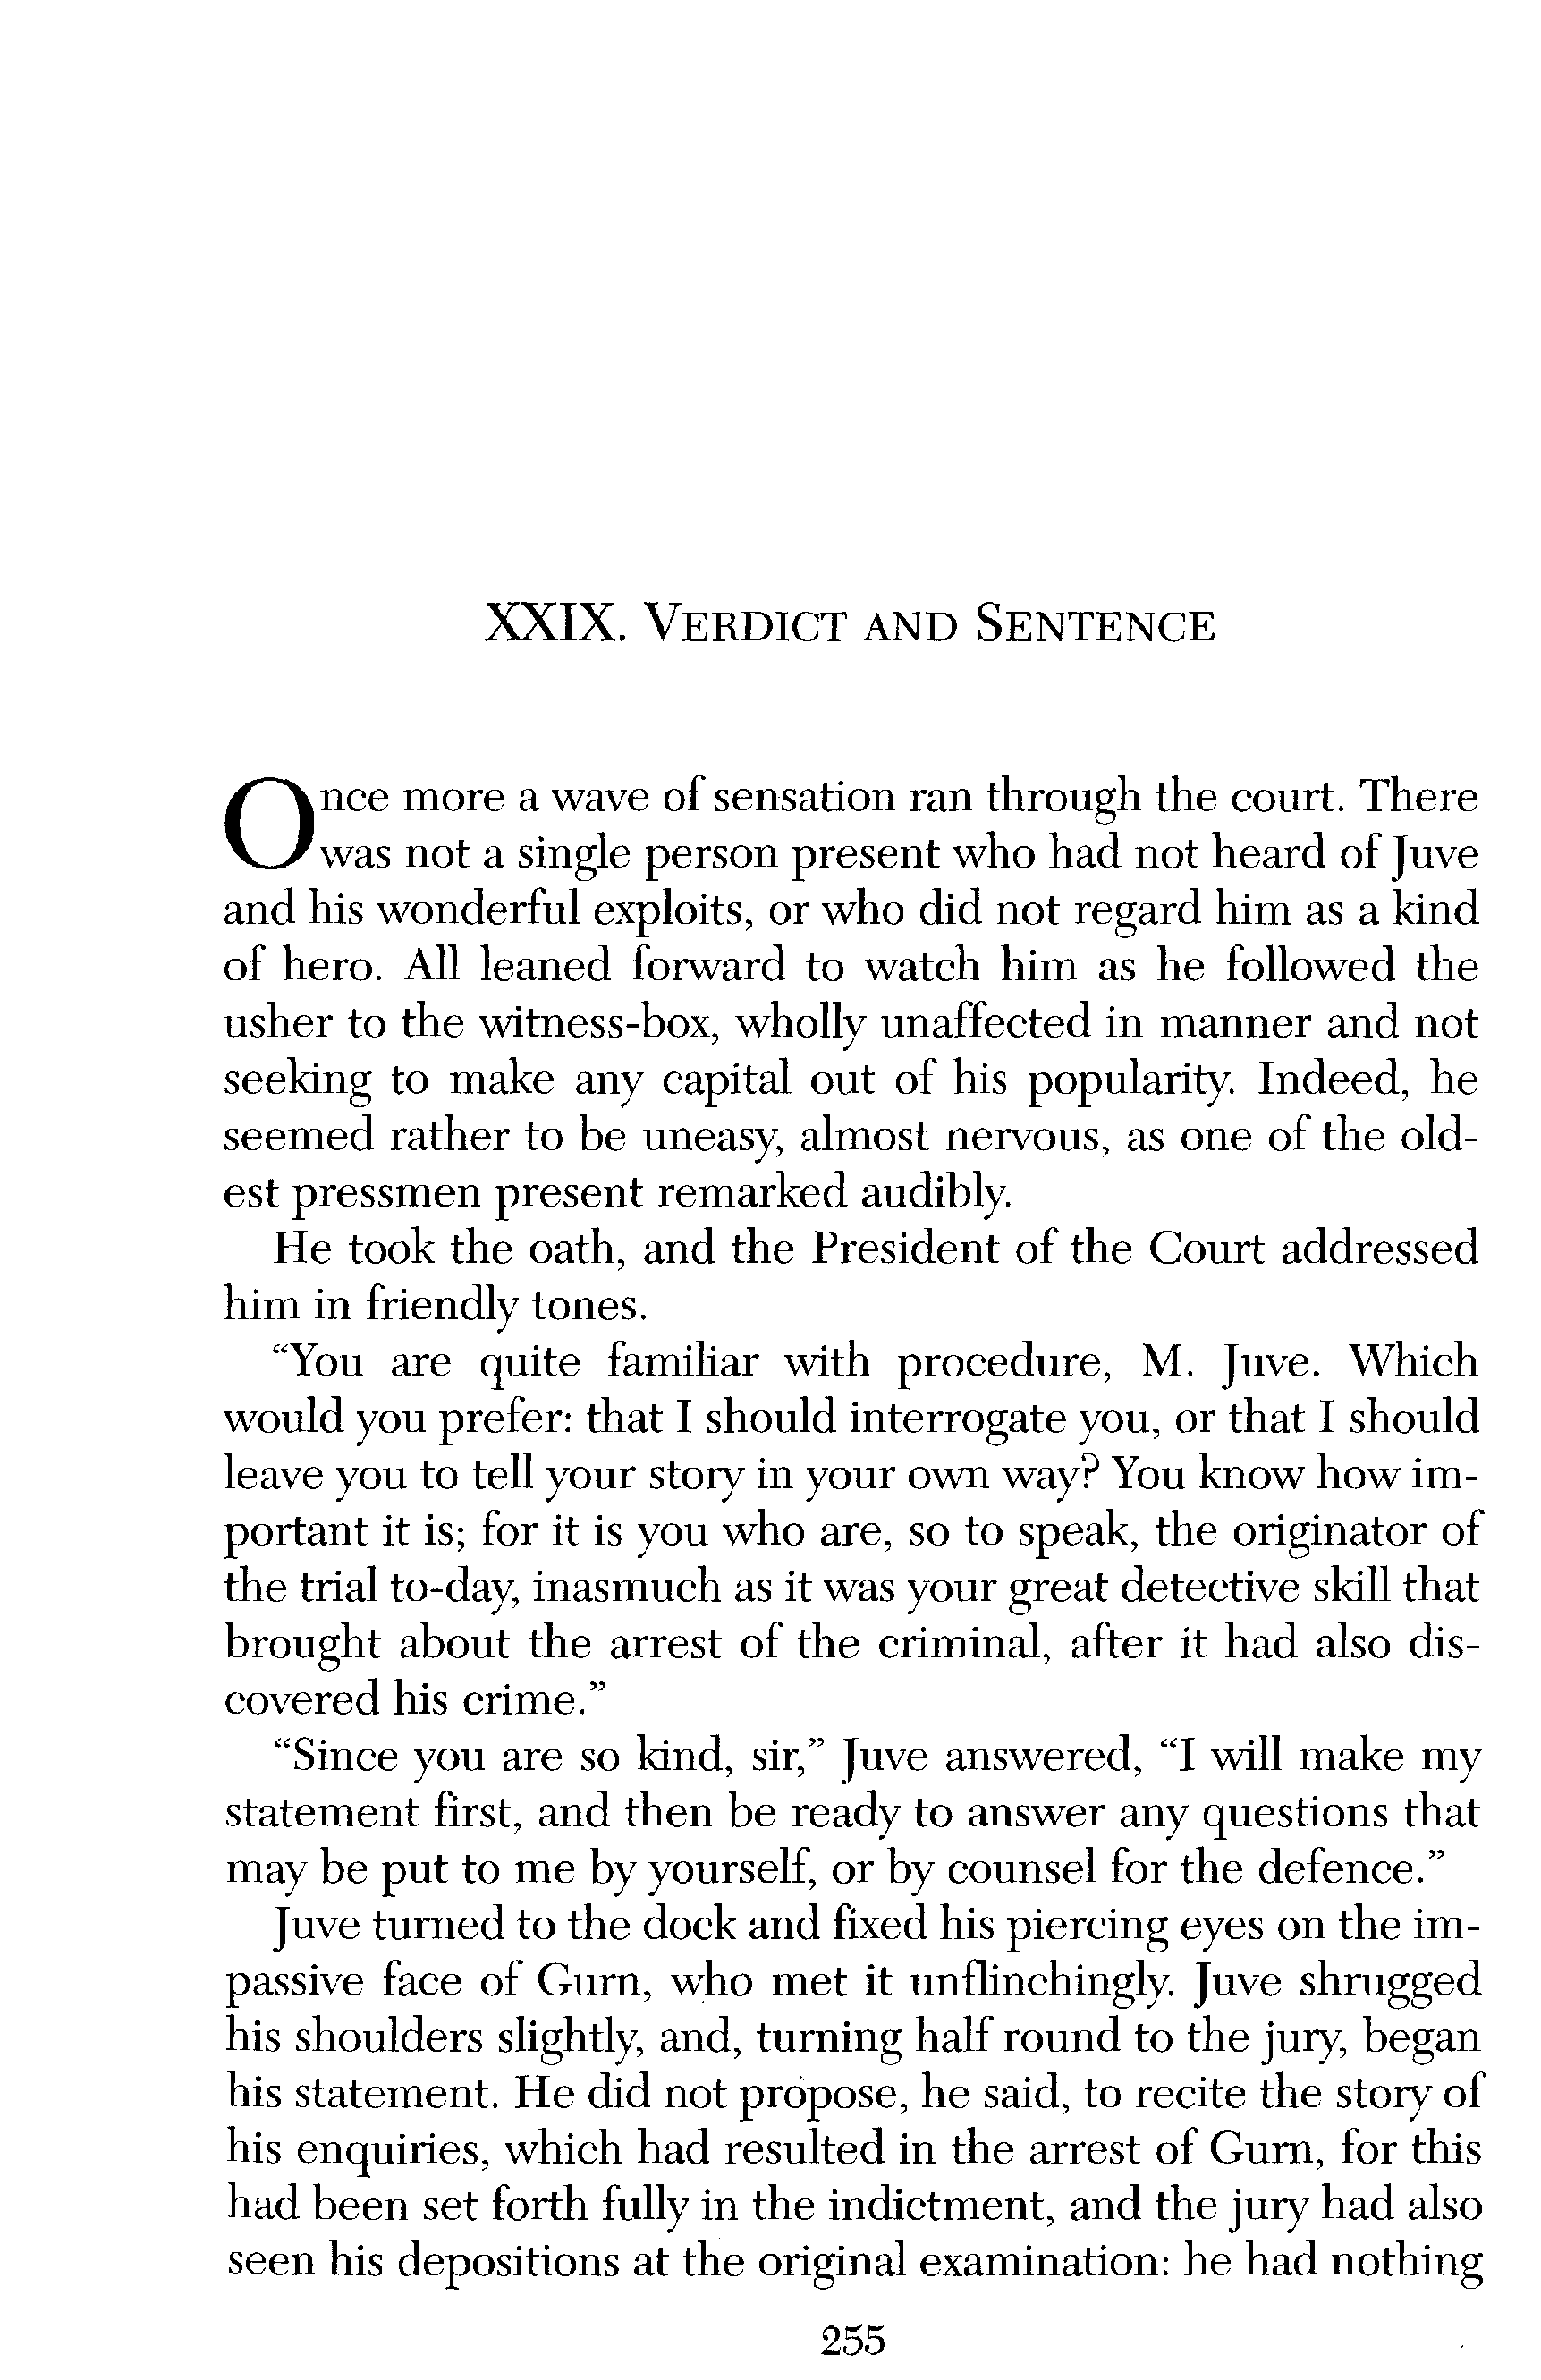 XXIX. VERDICT AND SENTENCE
Once more a wave of sensation ran through the court. There
was not a single person present who had not heard of Juve
and his wonderful exploits, or who did not regard him as a kind
of hero. All leaned forward to watch him as he followed the
usher to the witness-box, wholly unaffected in manner and not
seeking to make any capital out of his popularity. Indeed, he
seemed rather to be uneasy, almost nervous, as one of the old-
est pressmen present remarked audibly.
He took the oath, and the President of the Court addressed
him in friendly tones.
“You are quite familiar with procedure, M. Juve. Which
would you prefer: that I should interrogate you, or that I should
leave you to tell your story in your own way? You know how im-
portant it is; for it is you who are, so to speak, the originator of
the trial to-day, inasmuch as it was your great detective skill that
brought about the arrest of the criminal, after it had also dis-
covered his crime.”
“Since you are so kind, sir,” Juve answered, “I will make my
statement first, and then be ready to answer any questions that
may be put to me by yourself, or by counsel for the defence.”
Juve turned to the dock and fixed his piercing eyes on the im-
passive face of Gurn, who met it unflinchingly. Juve shrugged
his shoulders slightly, and, turning half round to the jury, began
his statement. He did not propose, he said, to recite the story of
his enquiries, which had resulted in the arrest of Gurn, for this
had been set forth fully in the indictment, and the jury had also
seen his depositions at the original examination: he had nothing
255